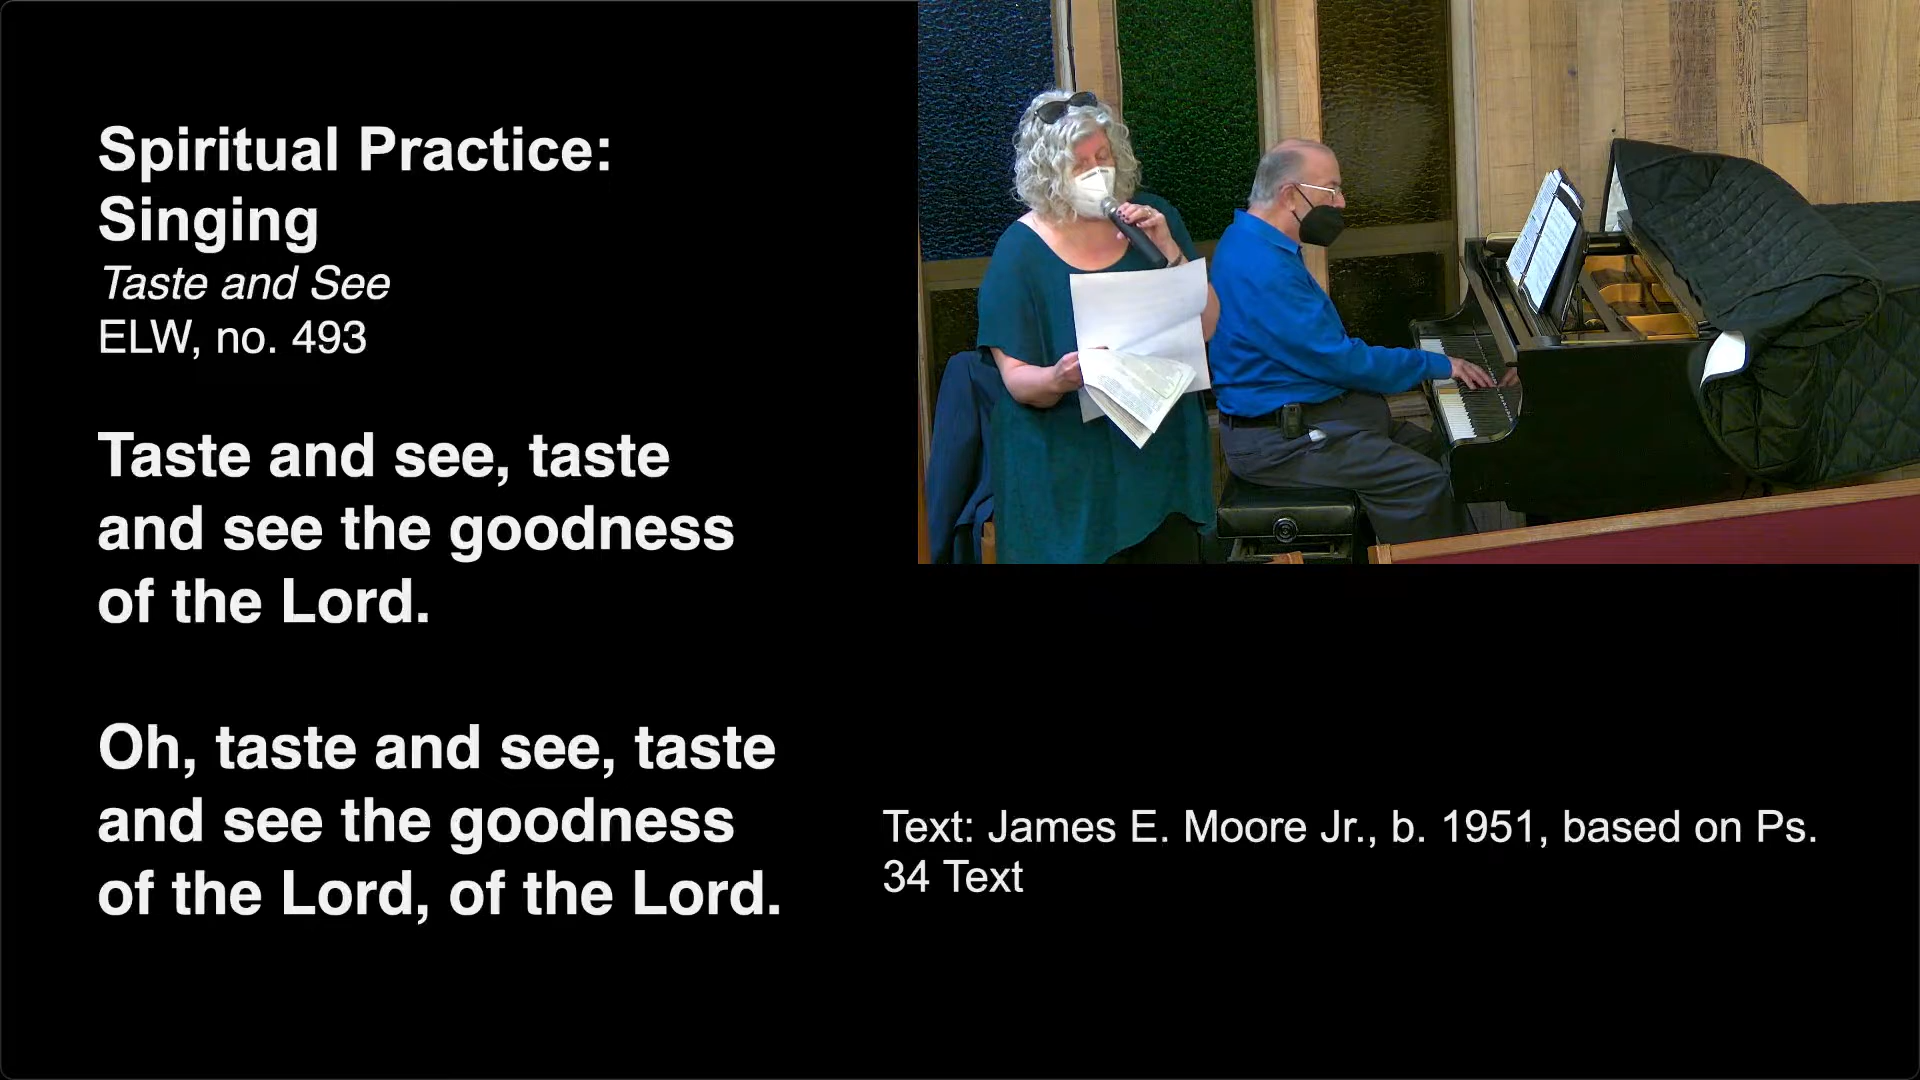 Spiritual Practice:
Singing
Taste and See
ELW, no. 493
Taste and see, taste
and see the goodness
of the Lord.
Oh, taste and see, taste
and see the goodness
of the Lord, of the Lord.
Text: James E. Moore Jr., b. 1951, based on Ps.
34 Text